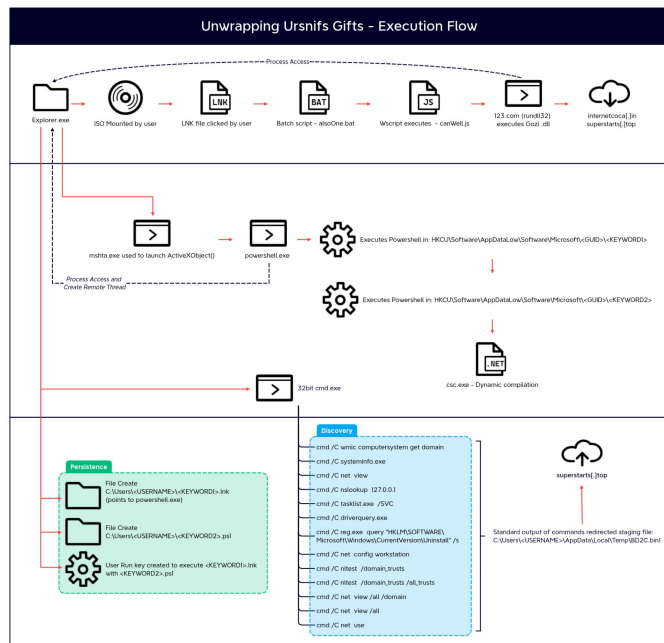 Unwrapping Ursnifs Gifts - Execution Flow
Process Access
LNK
BAT
JS
Explorer.exe
ISO Mounted by user
LNK file clicked by user
Batch script - alsoOne.bat
Wscript executes - canWell.js
123.com (rundll32)
executes Gozi .dll
internetcoca[.]in
superstarts[.]top
mshta.exe used to launch ActiveXObject()
powershell.exe
Executes Powershell in: HKCU\Software\AppDataLow\Software\Microsoft\<GUID>\<KEYWORD1>
Process Access and
Create Remote Thread
Executes Powershell in: HKCU\Software\AppDataLow\Software\Microsoft\<GUID>\<KEYWORD2>
.NET
csc.exe - Dynamic compilation
32bit cmd.exe
Persistence
File Create
C:\Users\<USERNAME>\<KEYWORD1>.lnk
(points to powershell.exe)
File Create
C:\Users\<USERNAME>\<KEYWORD2>.ps1
User Run key created to execute <KEYWORD1>.lnk
with <KEYWORD2>.ps1
Discovery
cmd /C wmic computersystem get domain
cmd /C systeminfo.exe
cmd /C net view
cmd /C nslookup 127.0.0.1
cmd /C tasklist.exe /SVC
cmd /C driverquery.exe
cmd /C reg.exe query "HKLM\SOFTWARE\
Microsoft\Windows\CurrentVersion\Uninstall" /s
cmd /C net config workstation
cmd /C nltest /domain_trusts
cmd /C nltest /domain_trusts /all_trusts
cmd /C net view /all /domain
cmd /C net view /all
cmd /C net use
superstarts[.]top
Standard output of commands redirected staging file:
C:\Users\<USERNAME>\AppData\Local\Temp\BD2C.bin1